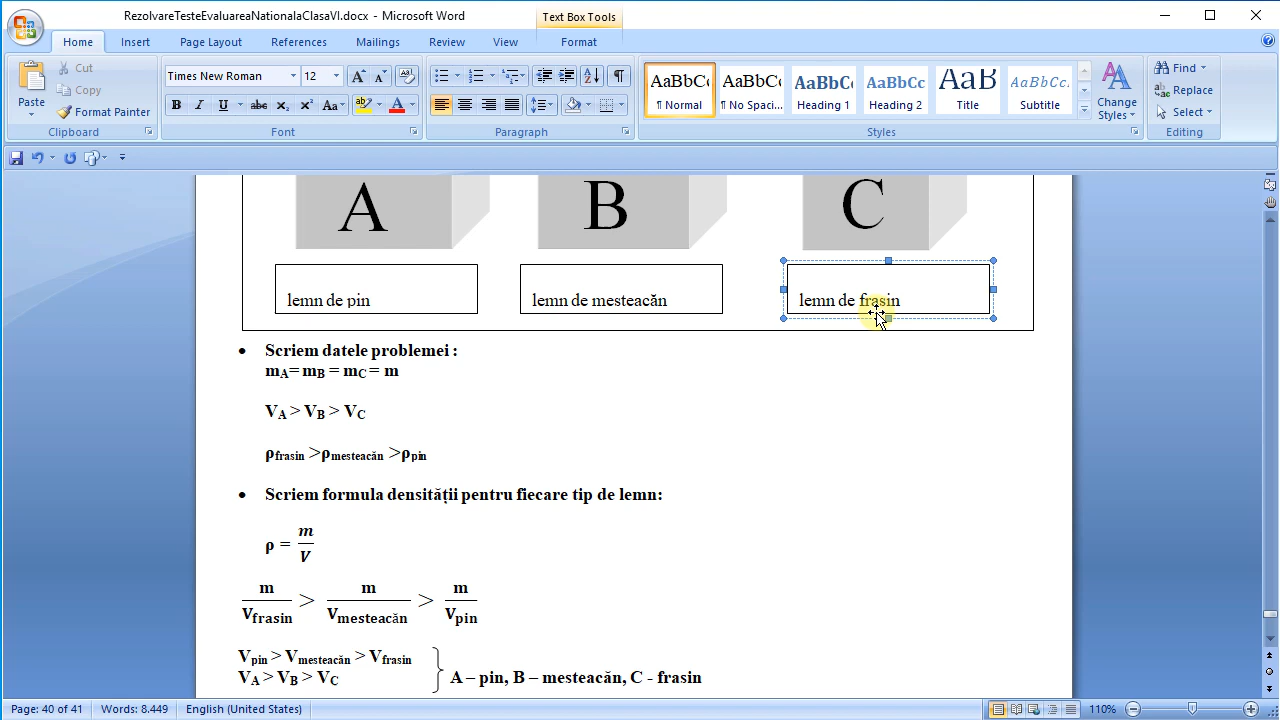 RezolvareTesteEvaluareaNationalaClasaVI.docx - Microsoft Word
Text Box Tools
Home Insert Page Layout References Mailings Review View Format
Paste
Cut
Copy
Format Painter
Clipboard
Times New Roman 12
Font
Paragraph
AaBbCc AaBbCc AaBbC AaBbCc AaB AaBbCc
¶ Normal ¶ No Spaci... Heading 1 Heading 2 Title Subtitle
Change Styles
Styles
Find
Replace
Select
Editing
A B C
lemn de pin
lemn de mesteacăn
lemn de frasin
• Scriem datele problemei :
mA= mB = mC = m
VA > VB > VC
ρfrasin >ρmesteacăn >ρpin
• Scriem formula densității pentru fiecare tip de lemn:
ρ = m/V
m/Vfrasin > m/Vmesteacăn > m/Vpin
Vpin > Vmesteacăn > Vfrasin
VA > VB > VC
A – pin, B – mesteacăn, C - frasin
Page: 40 of 41 Words: 8.449 English (United States) 110%